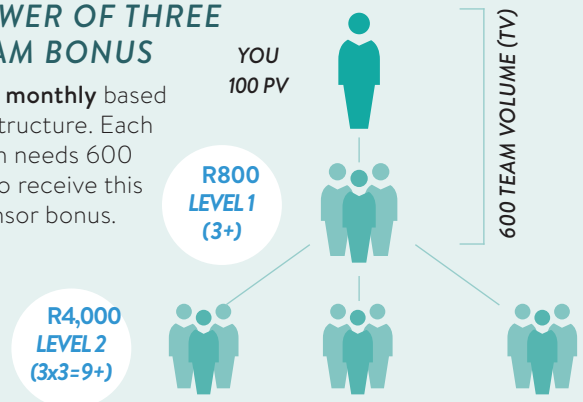 WER OF THREE
AM BONUS
monthly based
tructure. Each
n needs 600
o receive this
nsor bonus.
YOU
100 PV
600 TEAM VOLUME (TV)
R800
LEVEL 1
(3+)
R4,000
LEVEL 2
(3x3=9+)